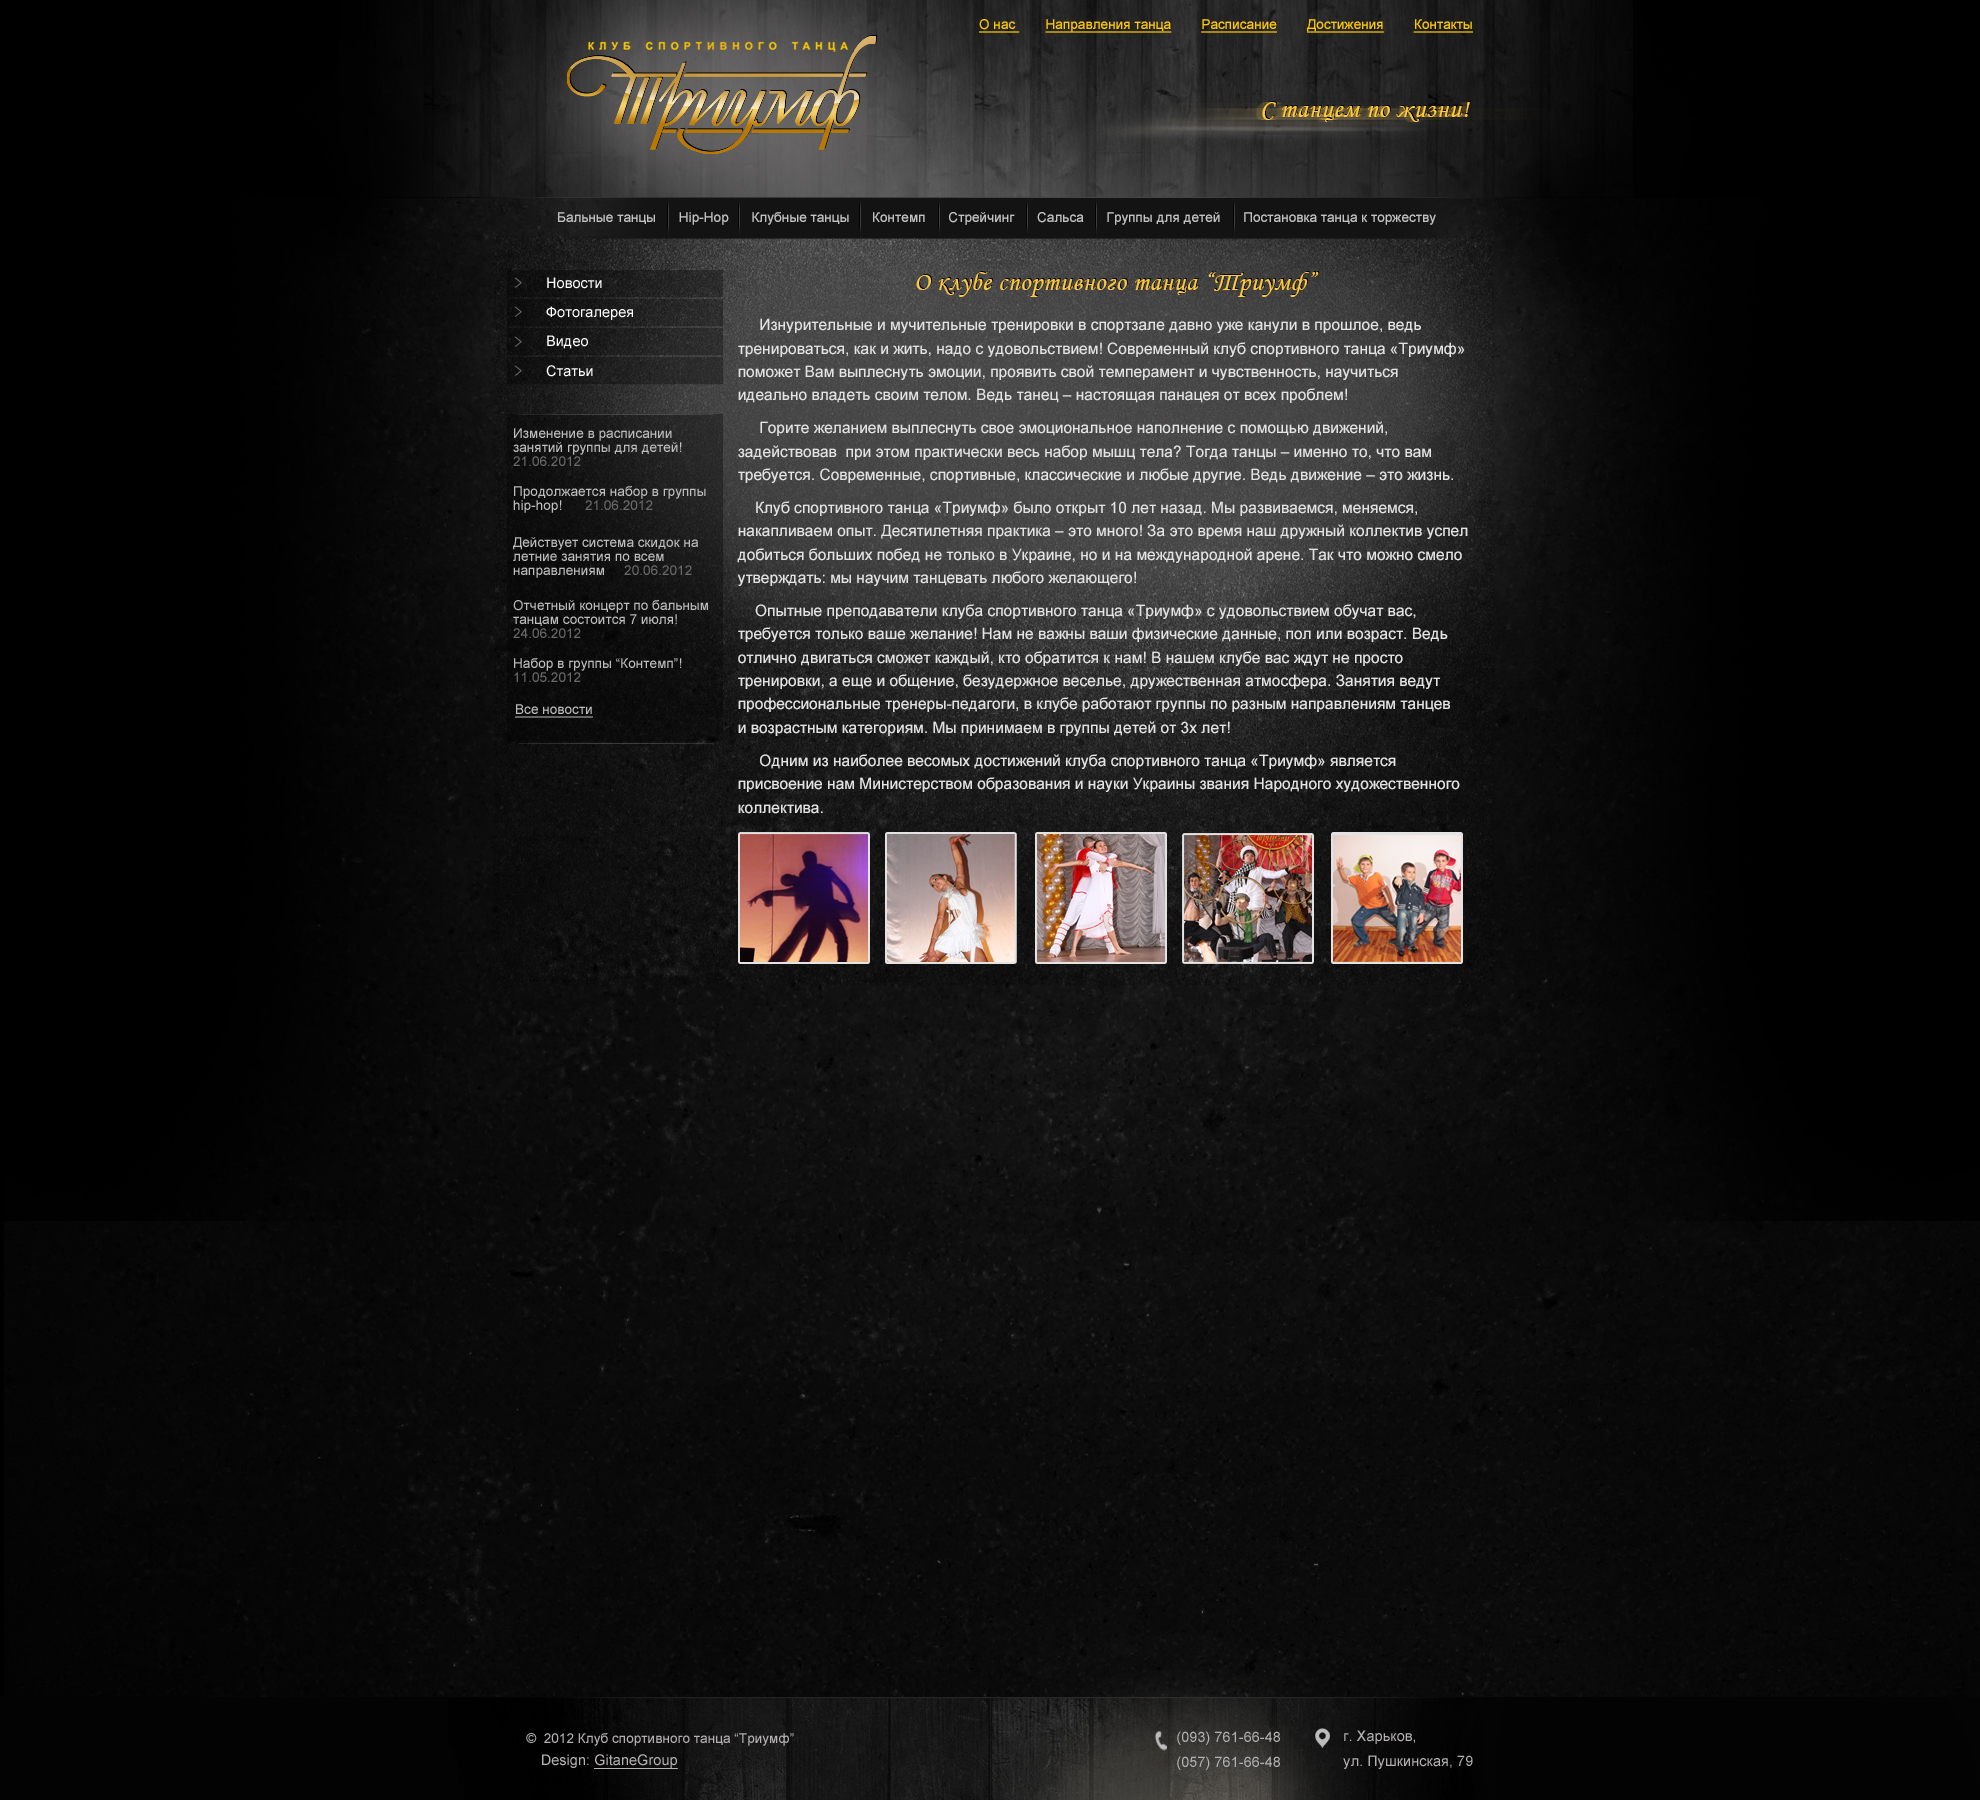 О нас Направления танца Расписание Достижения Контакты
КЛУБ СПОРТИВНОГО ТАНЦА
Триумф
С танцем по жизни!
Бальные танцы Hip-Hop Клубные танцы Контемп Стрейчинг Сальса Группы для детей Постановка танца к торжеству
Новости
Фотогалерея
Видео
Статьи
Изменение в расписании
занятий группы для детей!
21.06.2012
Продолжается набор в группы
hip-hop! 21.06.2012
Действует система скидок на
летние занятия по всем
направлениям 20.06.2012
Отчетный концерт по бальным
танцам состоится 7 июля!
24.06.2012
Набор в группы “Контемп”!
11.05.2012
Все новости
О клубе спортивного танца “Триумф”
Изнурительные и мучительные тренировки в спортзале давно уже канули в прошлое, ведь
тренироваться, как и жить, надо с удовольствием! Современный клуб спортивного танца «Триумф»
поможет Вам выплеснуть эмоции, проявить свой темперамент и чувственность, научиться
идеально владеть своим телом. Ведь танец – настоящая панацея от всех проблем!
Горите желанием выплеснуть свое эмоциональное наполнение с помощью движений,
задействовав при этом практически весь набор мышц тела? Тогда танцы – именно то, что вам
требуется. Современные, спортивные, классические и любые другие. Ведь движение – это жизнь.
Клуб спортивного танца «Триумф» было открыт 10 лет назад. Мы развиваемся, меняемся,
накапливаем опыт. Десятилетняя практика – это много! За это время наш дружный коллектив успел
добиться больших побед не только в Украине, но и на международной арене. Так что можно смело
утверждать: мы научим танцевать любого желающего!
Опытные преподаватели клуба спортивного танца «Триумф» с удовольствием обучат вас,
требуется только ваше желание! Нам не важны ваши физические данные, пол или возраст. Ведь
отлично двигаться сможет каждый, кто обратится к нам! В нашем клубе вас ждут не просто
тренировки, а еще и общение, безудержное веселье, дружественная атмосфера. Занятия ведут
профессиональные тренеры-педагоги, в клубе работают группы по разным направлениям танцев
и возрастным категориям. Мы принимаем в группы детей от 3х лет!
Одним из наиболее весомых достижений клуба спортивного танца «Триумф» является
присвоение нам Министерством образования и науки Украины звания Народного художественного
коллектива.
© 2012 Клуб спортивного танца “Триумф”
Design: GitaneGroup
(093) 761-66-48
(057) 761-66-48
г. Харьков,
ул. Пушкинская, 79